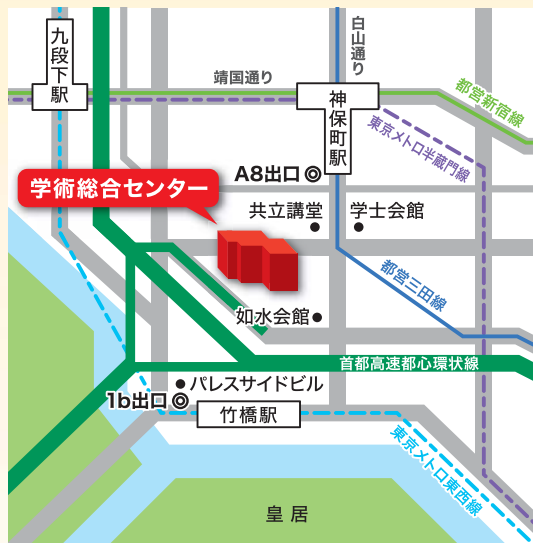 九段下駅
靖国通り
白山通り
神保町駅
都営新宿線
東京メトロ半蔵門線
A8出口
学術総合センター
共立講堂
学士会館
都営三田線
如水会館
首都高速都心環状線
パレスサイドビル
1b出口
竹橋駅
東京メトロ東西線
皇居